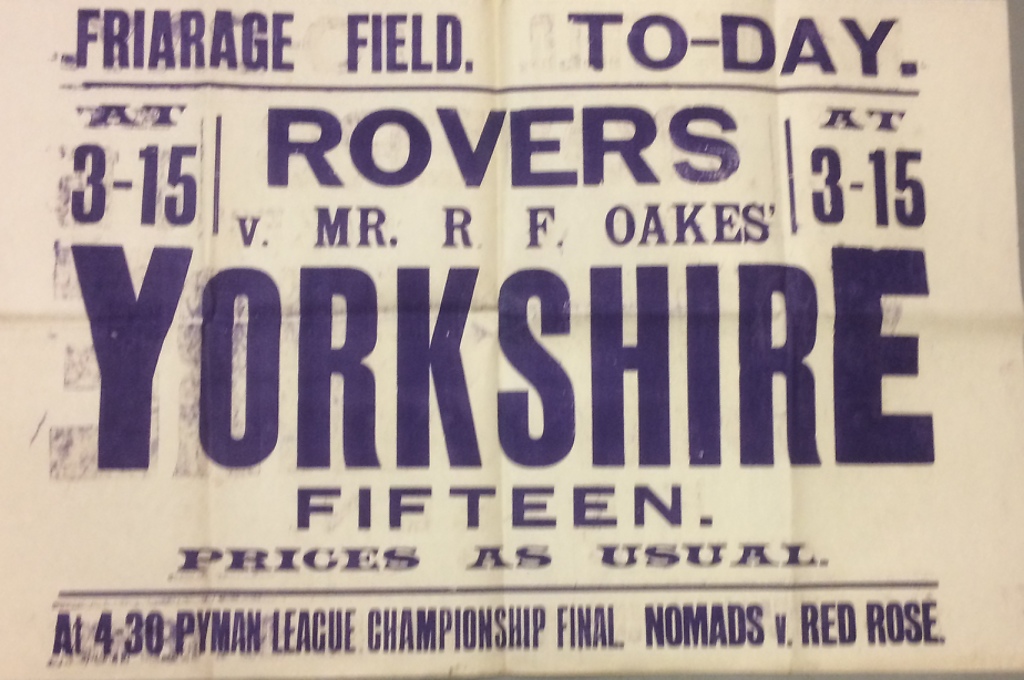 FRIARAGE FIELD. TO-DAY.
AT ROVERS AT
3-15 v. MR. R. F. OAKES' 3-15
YORKSHIRE
FIFTEEN.
PRICES AS USUAL.
At 4-30 PYMAN LEAGUE CHAMPIONSHIP FINAL. NOMADS v. RED ROSE.